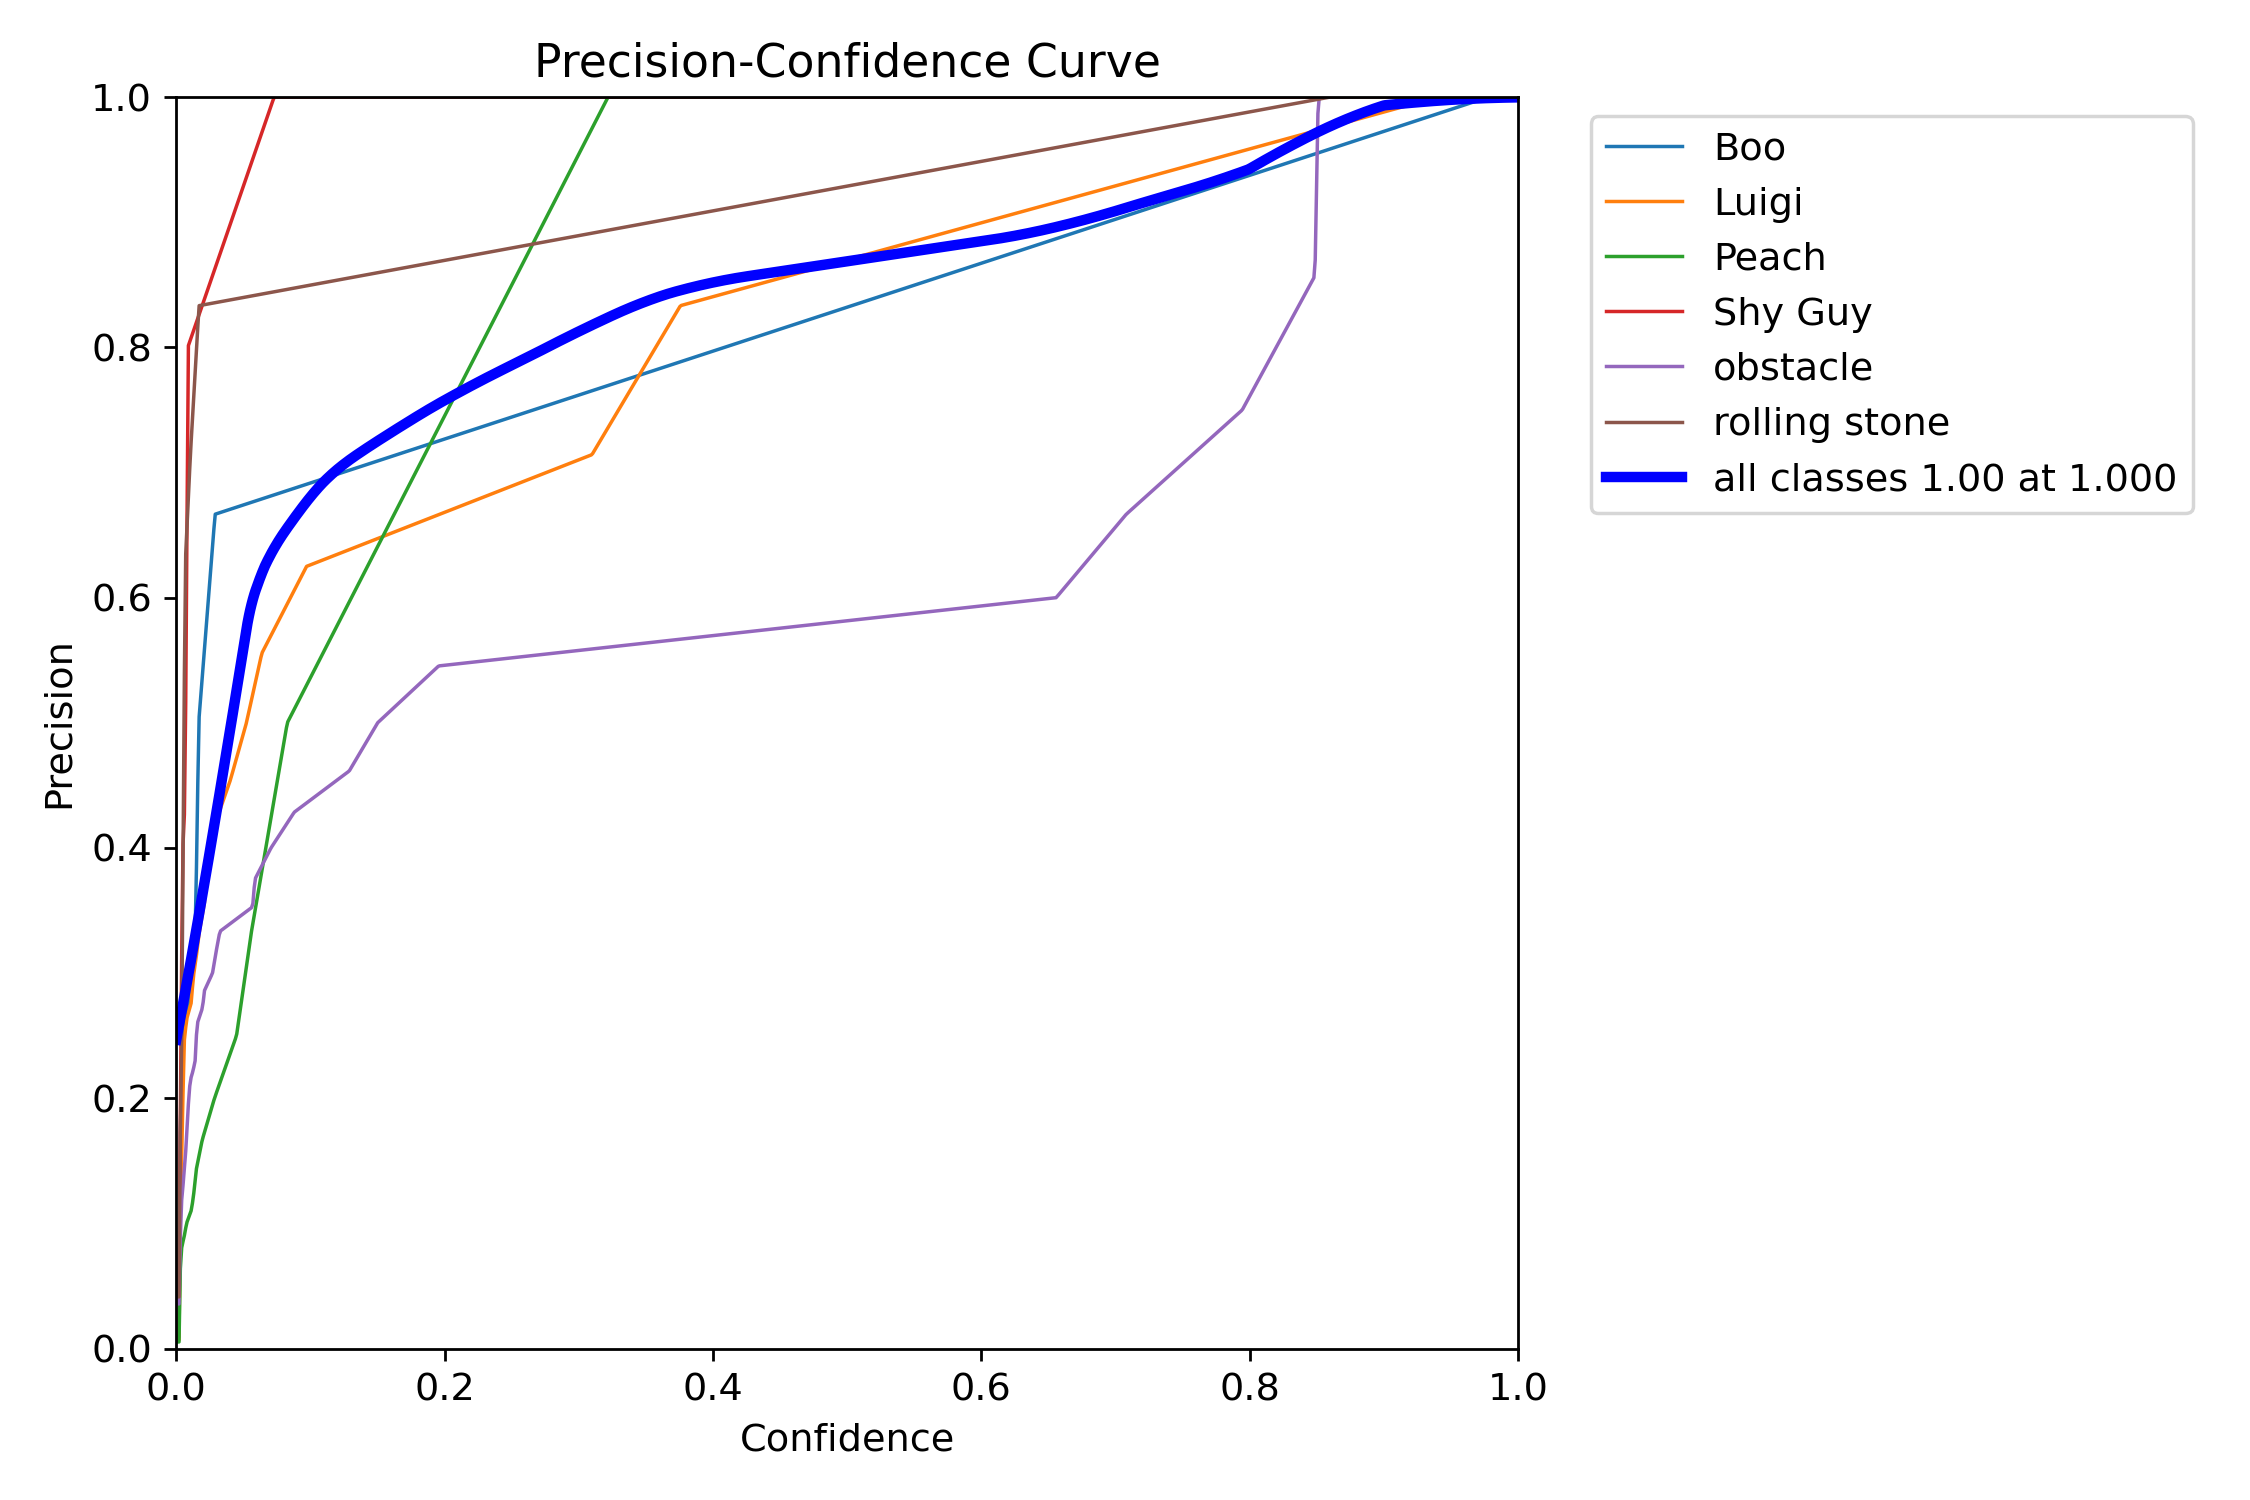 Precision-Confidence Curve
1.0
0.8
0.6
0.4
0.2
0.0
Precision
0.0 0.2 0.4 0.6 0.8 1.0
Confidence
Boo
Luigi
Peach
Shy Guy
obstacle
rolling stone
all classes 1.00 at 1.000